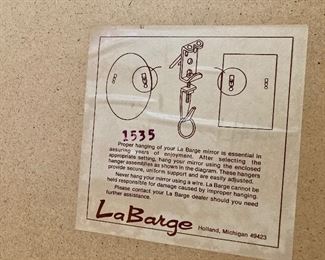 1535
Proper hanging of your La Barge mirror is essential in
assuring years of enjoyment. After selecting the
appropriate setting, hang your mirror using the enclosed
hanger assemblies as shown in the diagram. These hangers
provide secure, uniform support and are easily adjusted.
Never hang your mirror using a wire. La Barge cannot be
held responsible for damage caused by improper hanging.
Please contact your La Barge dealer should you need
further assistance.
LaBarge Holland, Michigan 49423